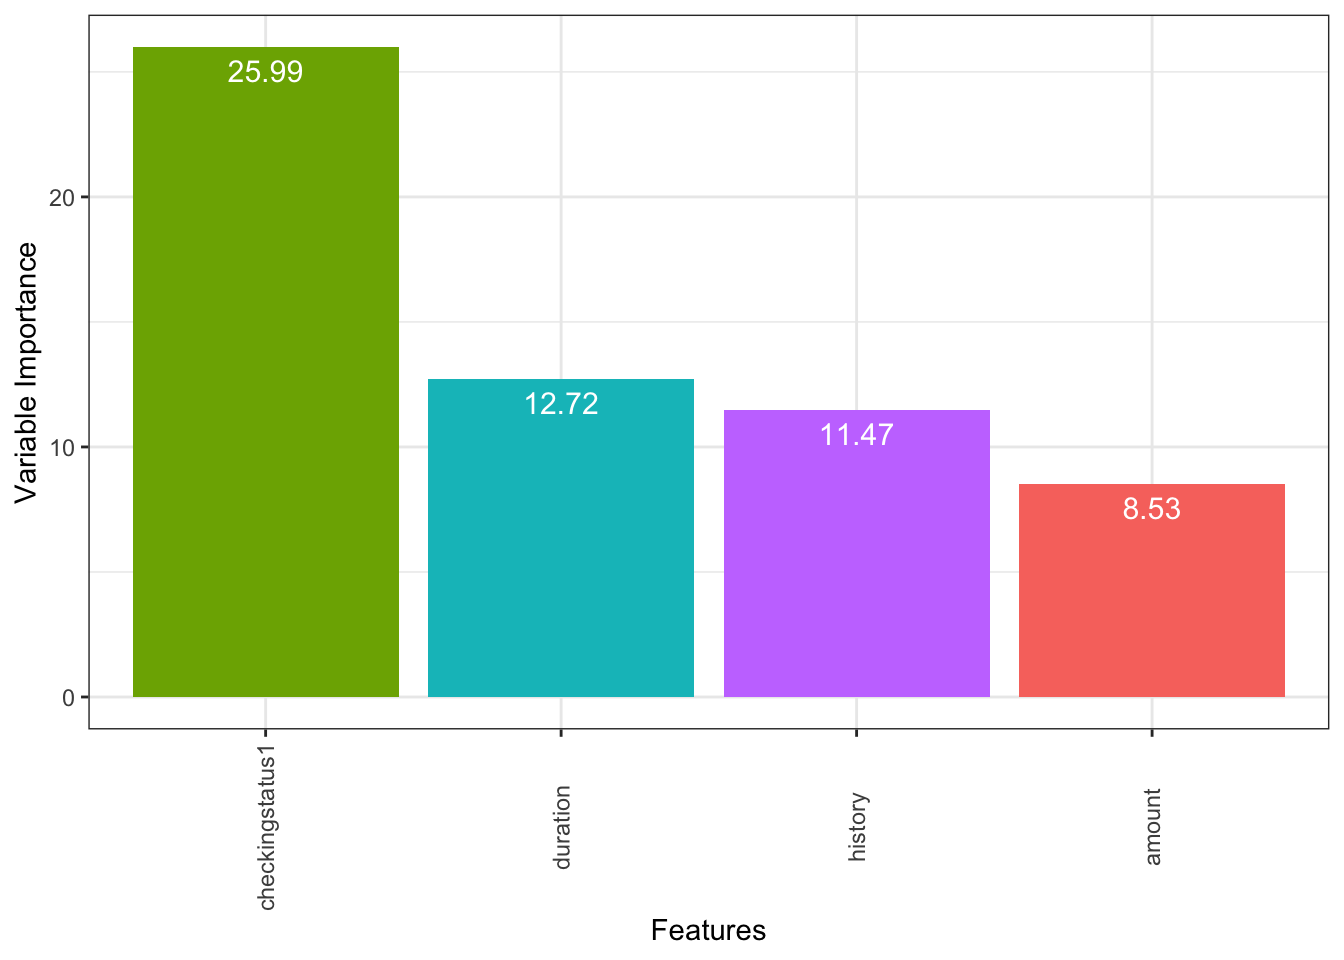 Variable Importance
20
10
0
25.99
12.72
11.47
8.53
checkingstatus1
duration
history
amount
Features